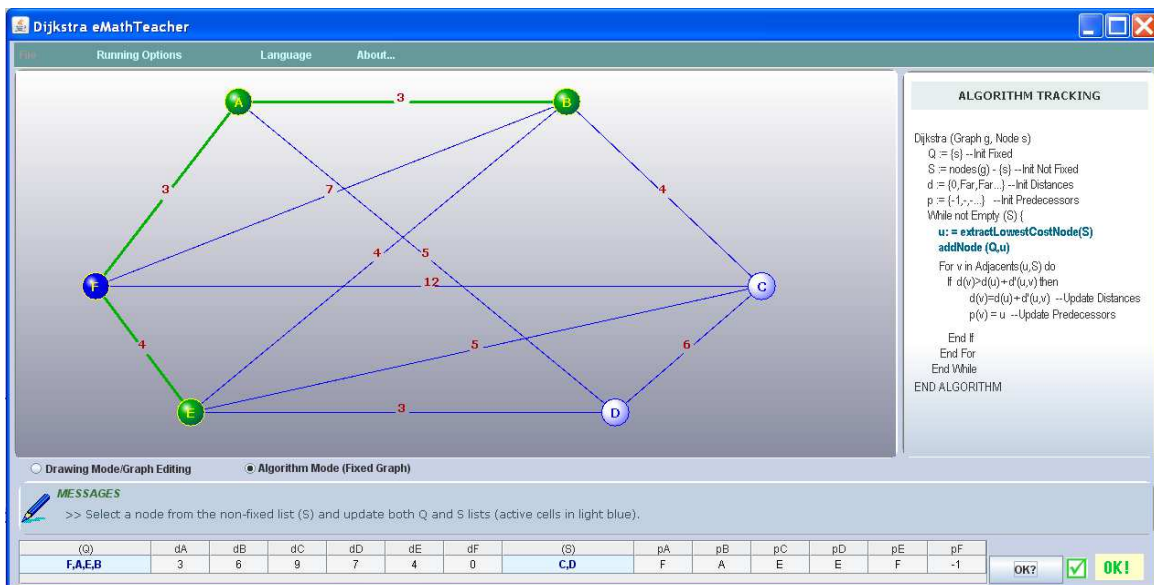 Dijkstra eMathTeacher
File Running Options Language About...
A 3 B
3 7 4
4 5
F 12 C
4 5 6
E 3 D
ALGORITHM TRACKING
Dijkstra (Graph g, Node s)
Q := {s} --Init Fixed
S := nodes(g) - {s} --Init Not Fixed
d := {0,Far,Far...} --Init Distances
p := {-1,-,-...} --Init Predecessors
While not Empty (S) {
u: = extractLowestCostNode(S)
addNode (Q,u)
For v in Adjacents(u,S) do
If d(v)>d(u)+d'(u,v) then
d(v)=d(u)+d'(u,v) --Update Distances
p(v) = u --Update Predecessors
End If
End For
End While
END ALGORITHM
Drawing Mode/Graph Editing Algorithm Mode (Fixed Graph)
MESSAGES
>> Select a node from the non-fixed list (S) and update both Q and S lists (active cells in light blue).
(Q) dA dB dC dD dE dF (S) pA pB pC pD pE pF
F,A,E,B 3 6 9 7 4 0 C,D F A E E F -1
OK? OK!